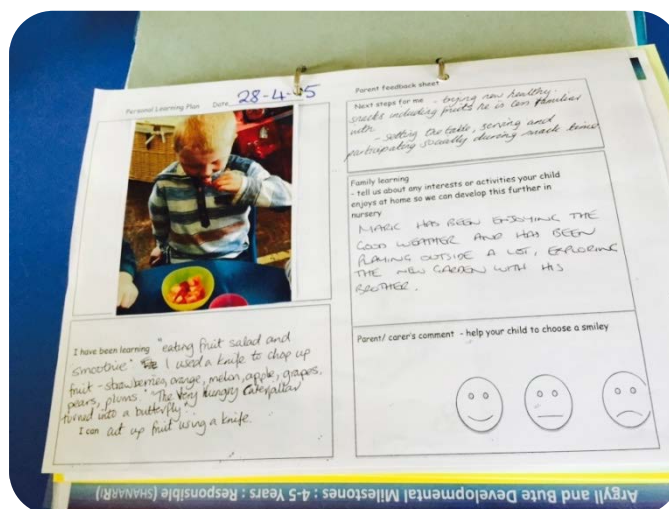 Personal Learning Plan Date 28-4-15
I have been learning "eating fruit salad and
smoothie." I used a knife to chop up
fruit - strawberries, orange, melon, apple, grapes,
pears, plums. "The Very Hungry Caterpillar
turned into a butterfly
I can cut up fruit using a knife.
Parent feedback sheet
Next steps for me - trying new healthy
snacks including fruits he is less familiar
with.
- setting the table, serving and
participating socially during snack time
Family learning
- tell us about any interests or activities your child
enjoys at home so we can develop this further in
nursery
MARK HAS BEEN ENJOYING THE
GOOD WEATHER AND HAS BEEN
PLAYING OUTSIDE A LOT, EXPLORING
THE NEW GARDEN WITH HIS
BROTHER.
Parent/ carer's comment - help your child to choose a smiley
Argyll and Bute Developmental Milestones : 4-5 Years : Responsible (SHANARRI